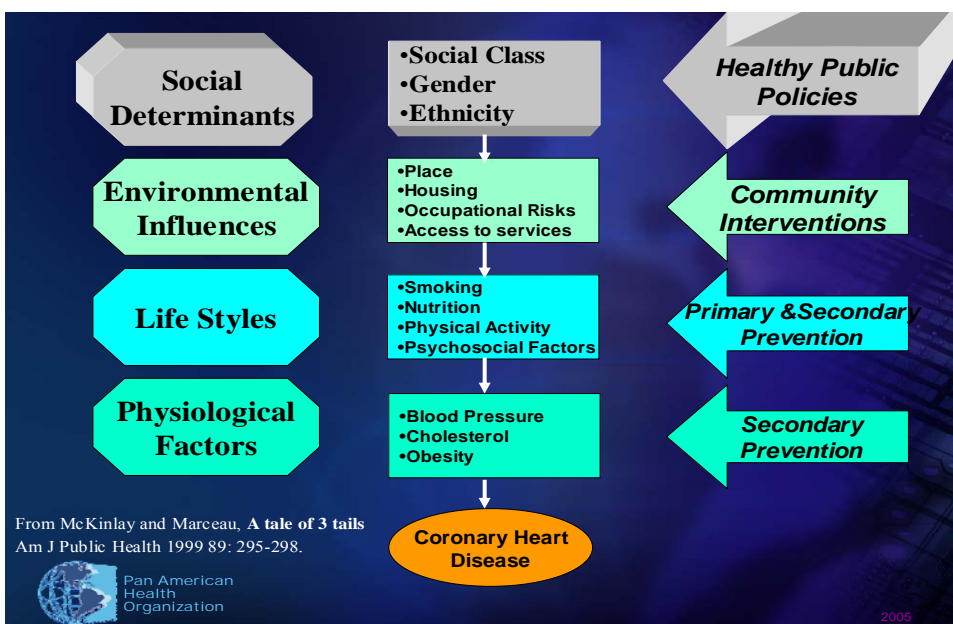 Social
Determinants
•Social Class
•Gender
•Ethnicity
Healthy Public
Policies
Environmental
Influences
•Place
•Housing
•Occupational Risks
•Access to services
Community
Interventions
Life Styles
•Smoking
•Nutrition
•Physical Activity
•Psychosocial Factors
Primary &Secondary
Prevention
Physiological
Factors
•Blood Pressure
•Cholesterol
•Obesity
Secondary
Prevention
Coronary Heart
Disease
From McKinlay and Marceau, A tale of 3 tails
Am J Public Health 1999 89: 295-298.
Pan American
Health
Organization
2005